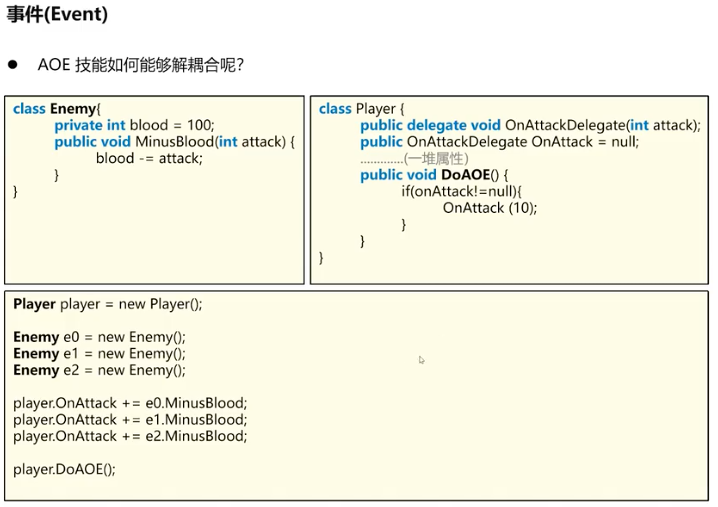 事件(Event)
● AOE 技能如何能够解耦合呢?
class Enemy{
private int blood = 100;
public void MinusBlood(int attack) {
blood -= attack;
}
}
class Player {
public delegate void OnAttackDelegate(int attack);
public OnAttackDelegate OnAttack = null;
.............(一堆属性)
public void DoAOE() {
if(onAttack!=null){
OnAttack (10);
}
}
}
Player player = new Player();
Enemy e0 = new Enemy();
Enemy e1 = new Enemy();
Enemy e2 = new Enemy();
player.OnAttack += e0.MinusBlood;
player.OnAttack += e1.MinusBlood;
player.OnAttack += e2.MinusBlood;
player.DoAOE();